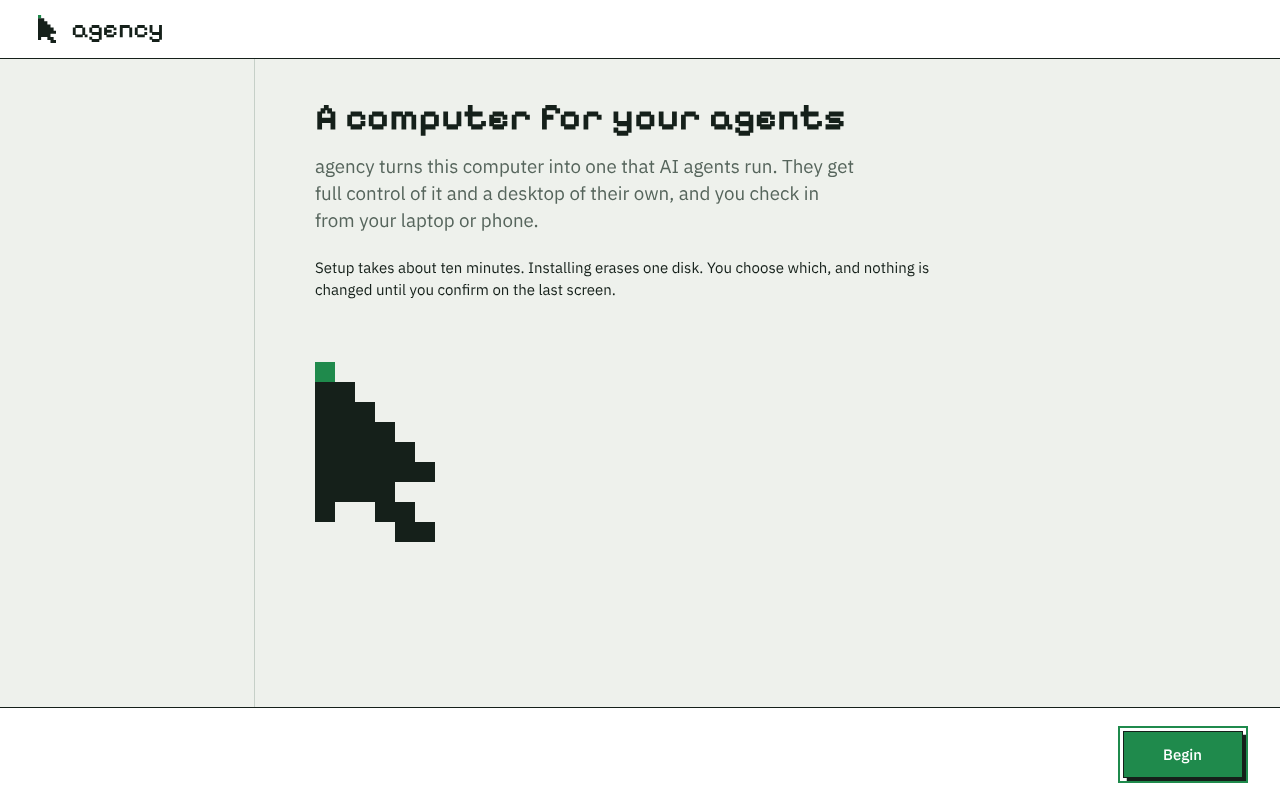 agency
A computer for your agents
agency turns this computer into one that AI agents run. They get
full control of it and a desktop of their own, and you check in
from your laptop or phone.
Setup takes about ten minutes. Installing erases one disk. You choose which, and nothing is
changed until you confirm on the last screen.
Begin